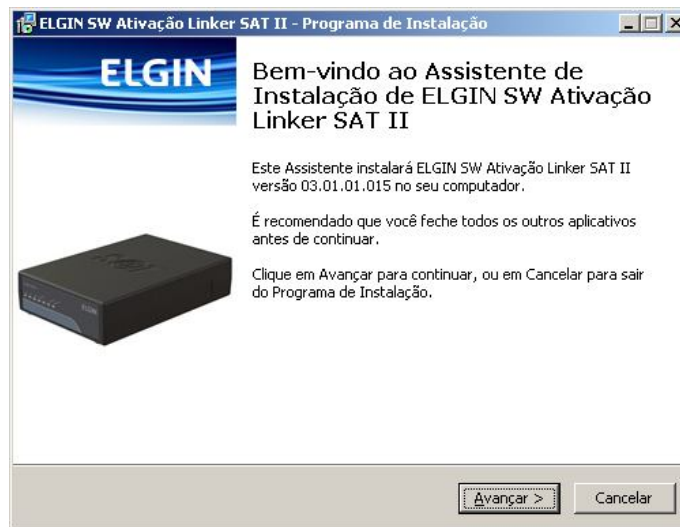 ELGIN SW Ativação Linker SAT II - Programa de Instalação
ELGIN
Bem-vindo ao Assistente de
Instalação de ELGIN SW Ativação
Linker SAT II
Este Assistente instalará ELGIN SW Ativação Linker SAT II
versão 03.01.01.015 no seu computador.
É recomendado que você feche todos os outros aplicativos
antes de continuar.
Clique em Avançar para continuar, ou em Cancelar para sair
do Programa de Instalação.
ELGIN
Avançar >
Cancelar